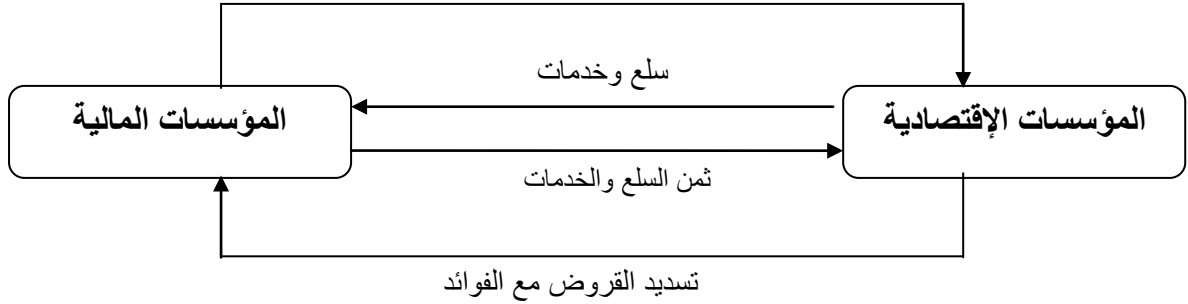 سلع وخدمات
المؤسسات الإقتصادية
المؤسسات المالية
ثمن السلع والخدمات
تسديد القروض مع الفوائد